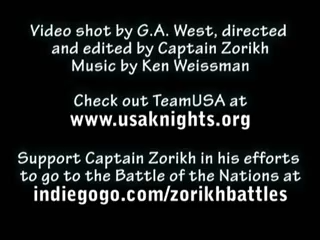 Video shot by G.A. West, directed
and edited by Captain Zorikh
Music by Ken Weissman
Check out TeamUSA at
www.usaknights.org
Support Captain Zorikh in his efforts
to go to the Battle of the Nations at
indiegogo.com/zorikhbattles